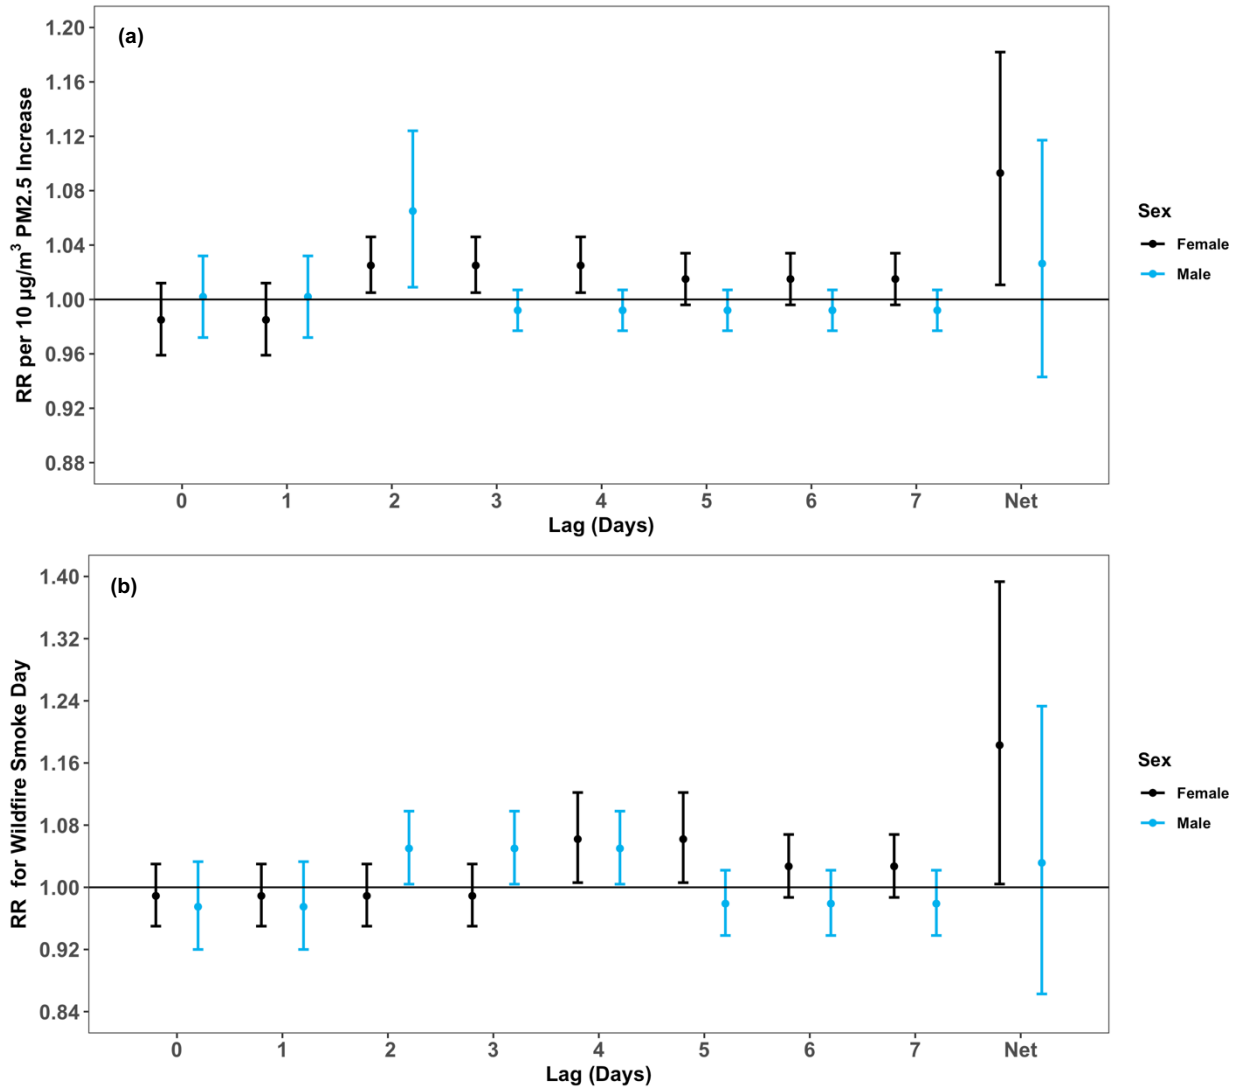 (a)
RR per 10 µg/m³ PM2.5 Increase
1.20
1.16
1.12
1.08
1.04
1.00
0.96
0.92
0.88
0 1 2 3 4 5 6 7 Net
Lag (Days)
Sex
Female
Male
(b)
RR for Wildfire Smoke Day
1.40
1.32
1.24
1.16
1.08
1.00
0.92
0.84
0 1 2 3 4 5 6 7 Net
Lag (Days)
Sex
Female
Male